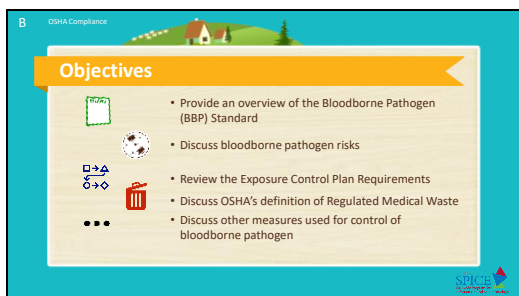 B
OSHA Compliance
Objectives
• Provide an overview of the Bloodborne Pathogen
(BBP) Standard
• Discuss bloodborne pathogen risks
• Review the Exposure Control Plan Requirements
• Discuss OSHA's definition of Regulated Medical Waste
• Discuss other measures used for control of
bloodborne pathogen
SPICE